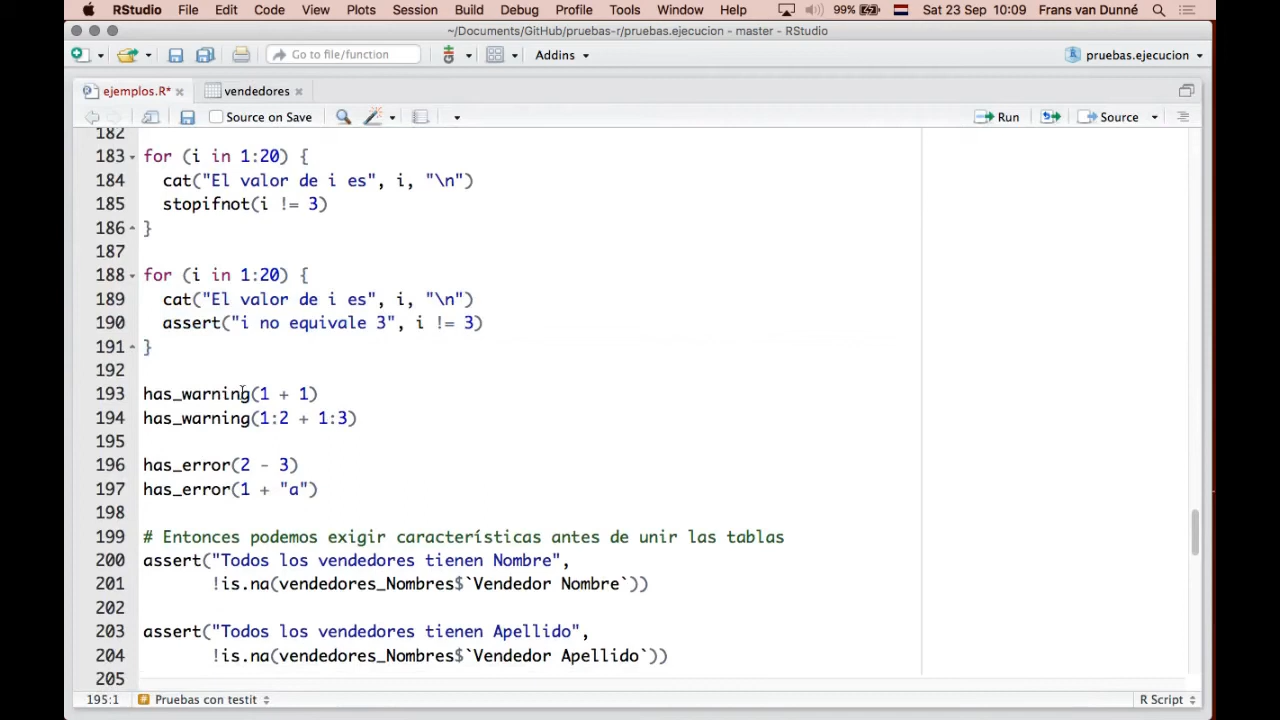 RStudio File Edit Code View Plots Session Build Debug Profile Tools Window Help 99% Sat 23 Sep 10:09 Frans van Dunné
~/Documents/GitHub/pruebas-r/pruebas.ejecucion - master - RStudio
Go to file/function Addins pruebas.ejecucion
ejemplos.R* vendedores
Source on Save Run Source
182
183 for (i in 1:20) {
184 cat("El valor de i es", i, "\n")
185 stopifnot(i != 3)
186 }
187
188 for (i in 1:20) {
189 cat("El valor de i es", i, "\n")
190 assert("i no equivale 3", i != 3)
191 }
192
193 has_warning(1 + 1)
194 has_warning(1:2 + 1:3)
195
196 has_error(2 - 3)
197 has_error(1 + "a")
198
199 # Entonces podemos exigir características antes de unir las tablas
200 assert("Todos los vendedores tienen Nombre",
201 !is.na(vendedores_Nombres$`Vendedor Nombre`))
202
203 assert("Todos los vendedores tienen Apellido",
204 !is.na(vendedores_Nombres$`Vendedor Apellido`))
205
195:1 # Pruebas con testit R Script